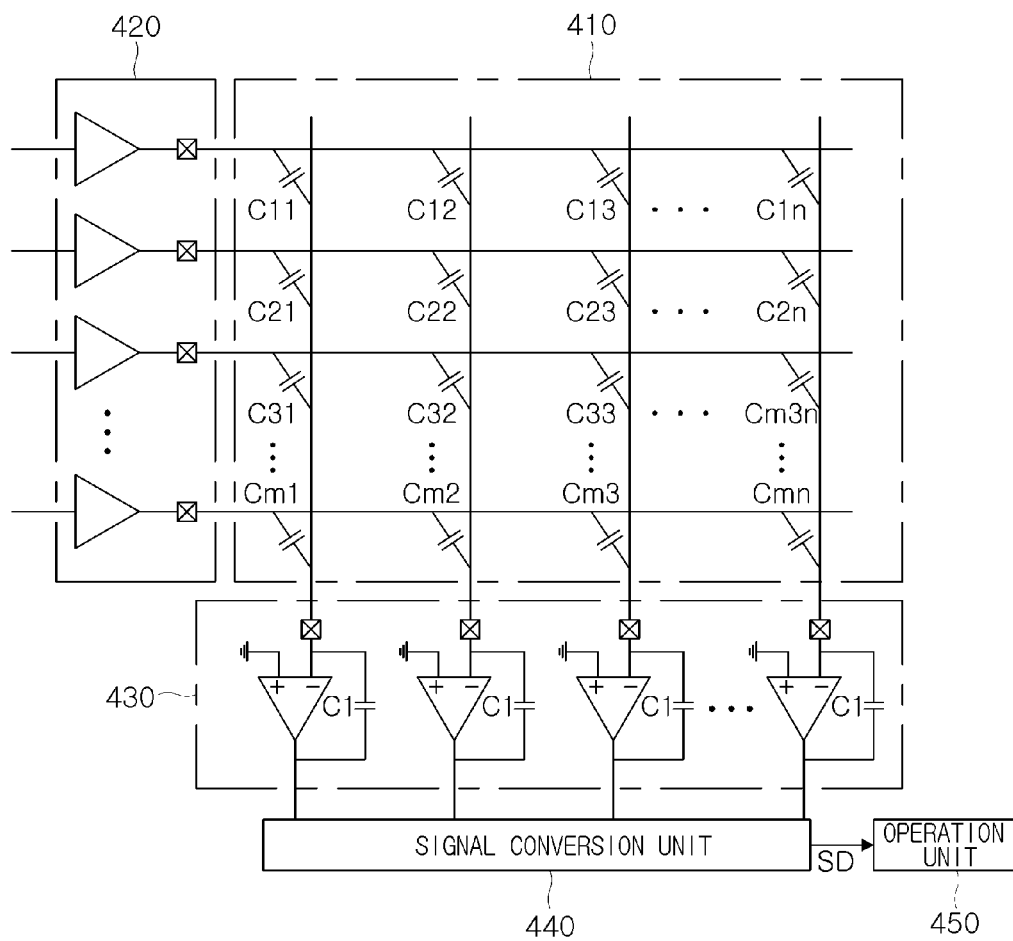 420
410
C11 C12 C13 . . . C1n
C21 C22 C23 . . . C2n
C31 C32 C33 . . . Cm3n
Cm1 Cm2 Cm3 Cmn
430
+ − + − + − + −
C1 C1 C1 . . . C1
SIGNAL CONVERSION UNIT
SD
OPERATION
UNIT
440
450